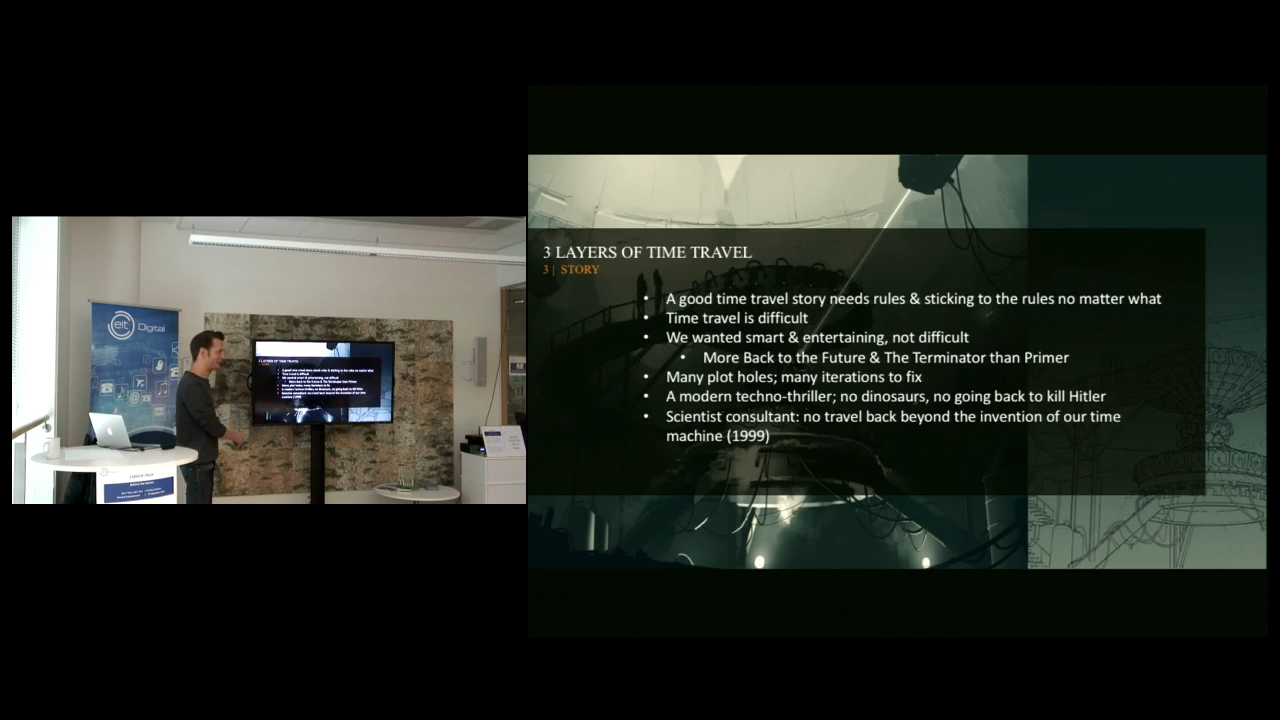 eit Digital
3 LAYERS OF TIME TRAVEL
3 | STORY
• A good time travel story needs rules & sticking to the rules no matter what
• Time travel is difficult
• We wanted smart & entertaining, not difficult
• More Back to the Future & The Terminator than Primer
• Many plot holes; many iterations to fix
• A modern techno-thriller; no dinosaurs, no going back to kill Hitler
• Scientist consultant: no travel back beyond the invention of our time
machine (1999)